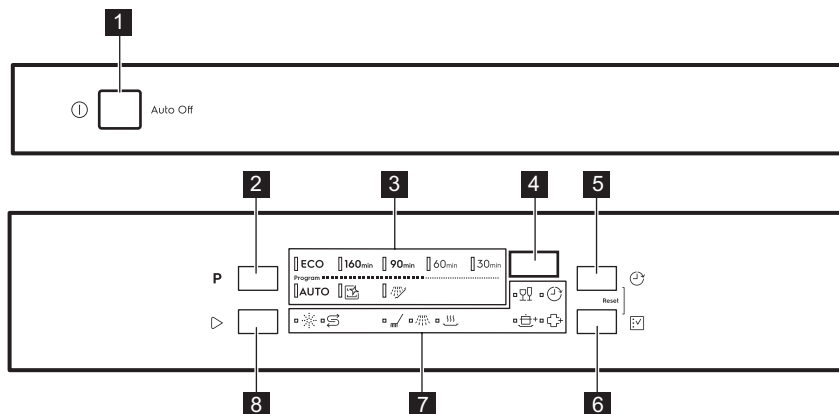 1
Auto Off
2 3 4 5
P
ECO 160min 90min 60min 30min
Program
AUTO
Reset
8 7 6